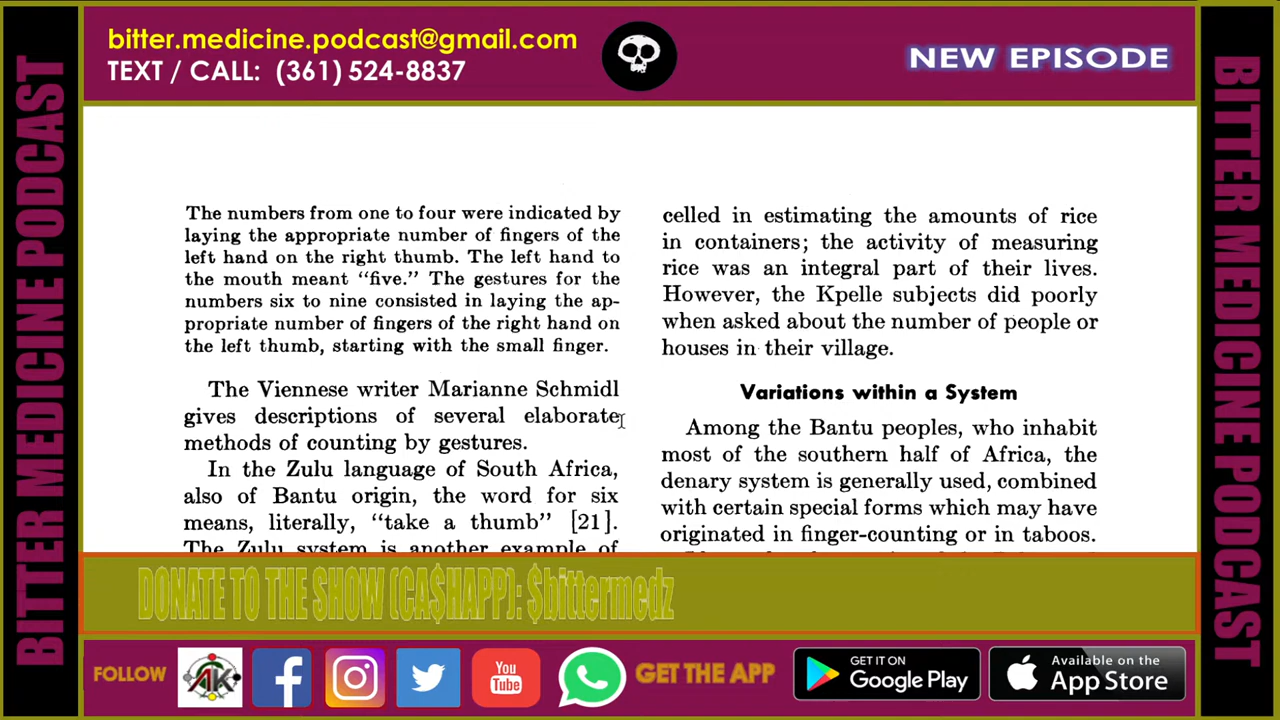 bitter.medicine.podcast@gmail.com
TEXT / CALL: (361) 524-8837
NEW EPISODE
BITTER MEDICINE PODCAST
The numbers from one to four were indicated by
laying the appropriate number of fingers of the
left hand on the right thumb. The left hand to
the mouth meant “five.” The gestures for the
numbers six to nine consisted in laying the ap-
propriate number of fingers of the right hand on
the left thumb, starting with the small finger.
The Viennese writer Marianne Schmidl
gives descriptions of several elaborate
methods of counting by gestures.
In the Zulu language of South Africa,
also of Bantu origin, the word for six
means, literally, “take a thumb” [21].
The Zulu system is another example of
celled in estimating the amounts of rice
in containers; the activity of measuring
rice was an integral part of their lives.
However, the Kpelle subjects did poorly
when asked about the number of people or
houses in their village.
Variations within a System
Among the Bantu peoples, who inhabit
most of the southern half of Africa, the
denary system is generally used, combined
with certain special forms which may have
originated in finger-counting or in taboos.
BITTER MEDICINE PODCAST
DONATE TO THE SHOW (CA$HAPP): $bittermedz
FOLLOW
ATK
You
Tube
GET THE APP
GET IT ON
Google Play
Available on the
App Store